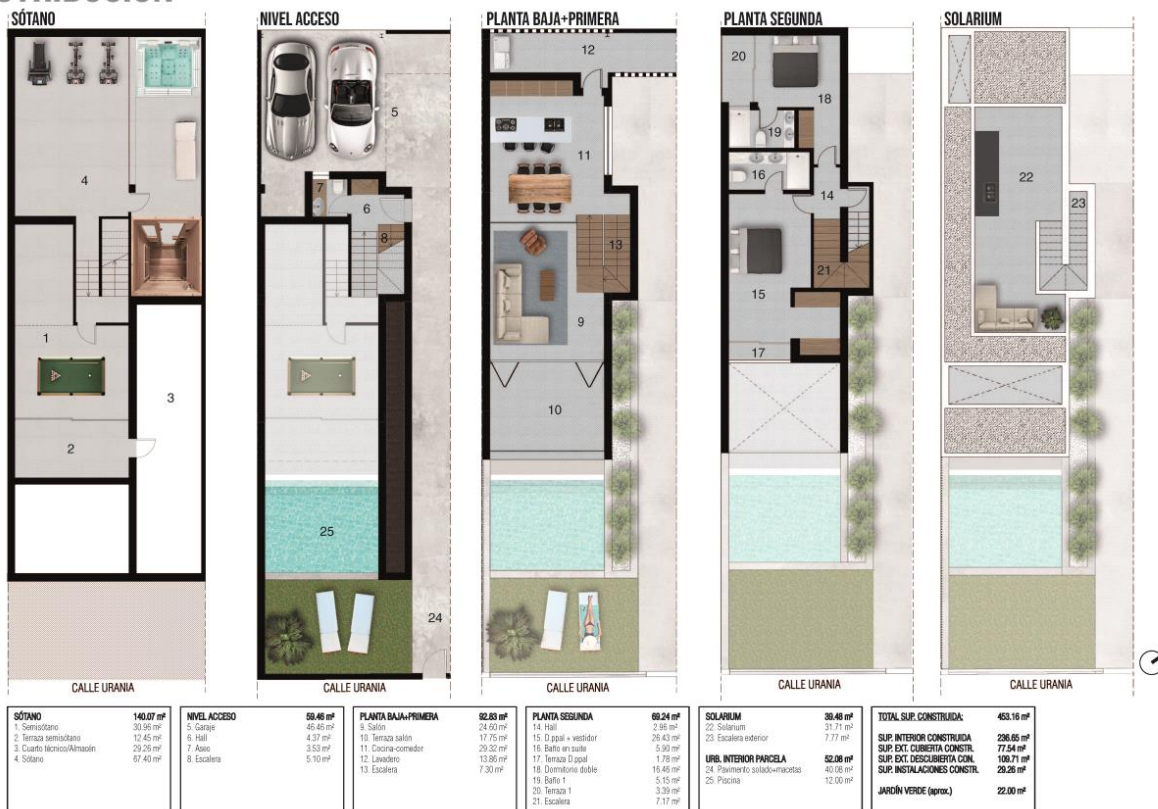 SÓTANO
NIVEL ACCESO
PLANTA BAJA+PRIMERA
PLANTA SEGUNDA
SOLARIUM
4
1
2
3
5
7
6
8
25
24
12
11
13
9
10
20
18
19
16
14
21
15
17
22
23
CALLE URANIA
CALLE URANIA
CALLE URANIA
CALLE URANIA
CALLE URANIA
SÓTANO 140.07 m²
1. Semisótano 30,96 m²
2. Terraza semisótano 12,45 m²
3. Cuarto técnico/Almacén 29,26 m²
4. Sótano 67,40 m²
NIVEL ACCESO 59.46 m²
5. Garaje 46,46 m²
6. Hall 4,37 m²
7. Aseo 3,53 m²
8. Escalera 5,10 m²
PLANTA BAJA+PRIMERA 92.83 m²
9. Salón 24,60 m²
10. Terraza salón 17,75 m²
11. Cocina-comedor 29,32 m²
12. Lavadero 13,86 m²
13. Escalera 7,30 m²
PLANTA SEGUNDA 69.24 m²
14. Hall 2,96 m²
15. D.ppal + vestidor 26,43 m²
16. Baño en suite 5,90 m²
17. Terraza D.ppal 1,78 m²
18. Dormitorio doble 16,46 m²
19. Baño 1 5,15 m²
20. Terraza 1 3,39 m²
21. Escalera 7,17 m²
SOLARIUM 39.48 m²
22. Solarium 31,71 m²
23. Escalera exterior 7,77 m²
URB. INTERIOR PARCELA 52.08 m²
24. Pavimento solado+macetas 40,08 m²
25. Piscina 12,00 m²
TOTAL SUP. CONSTRUIDA: 453.16 m²
SUP. INTERIOR CONSTRUIDA 236.65 m²
SUP. EXT. CUBIERTA CONSTR. 77.54 m²
SUP. EXT. DESCUBIERTA CON. 109.71 m²
SUP. INSTALACIONES CONSTR. 29.26 m²
JARDÍN VERDE (aprox.) 22.00 m²